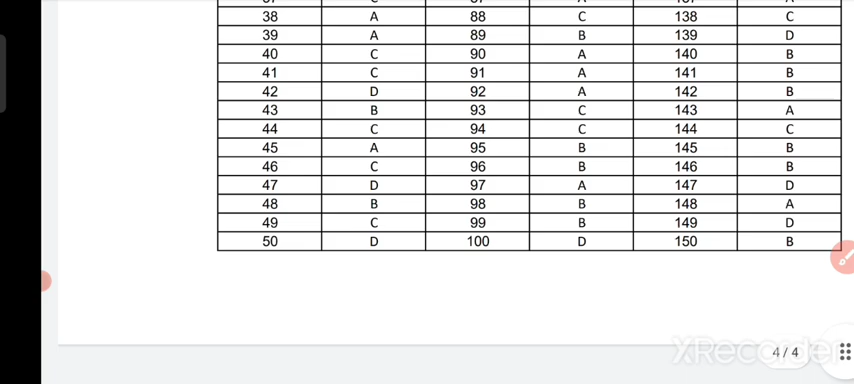 38 A 88 C 138 C
39 A 89 B 139 D
40 C 90 A 140 B
41 C 91 A 141 B
42 D 92 A 142 B
43 B 93 C 143 A
44 C 94 C 144 C
45 A 95 B 145 B
46 C 96 B 146 B
47 D 97 A 147 D
48 B 98 B 148 A
49 C 99 B 149 D
50 D 100 D 150 B
XRecorder
4 / 4